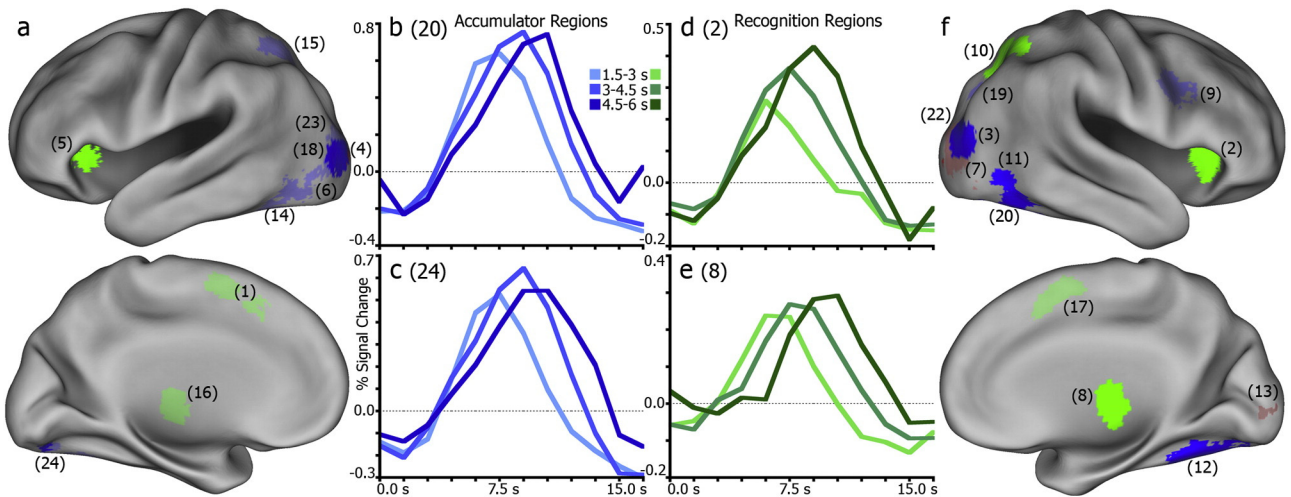 a
(15)
(5)
(23)
(18)
(4)
(6)
(14)
(1)
(16)
(24)
b (20)
Accumulator Regions
0.8
0.0
-0.4
1.5-3 s
3-4.5 s
4.5-6 s
c (24)
0.7
% Signal Change
0.0
-0.3
0.0 s
7.5 s
15.0 s
d (2)
Recognition Regions
0.5
0.0
-0.2
e (8)
0.4
0.0
-0.2
0.0 s
7.5 s
15.0 s
f
(10)
(19)
(9)
(22)
(3)
(2)
(7)
(11)
(20)
(17)
(8)
(13)
(12)